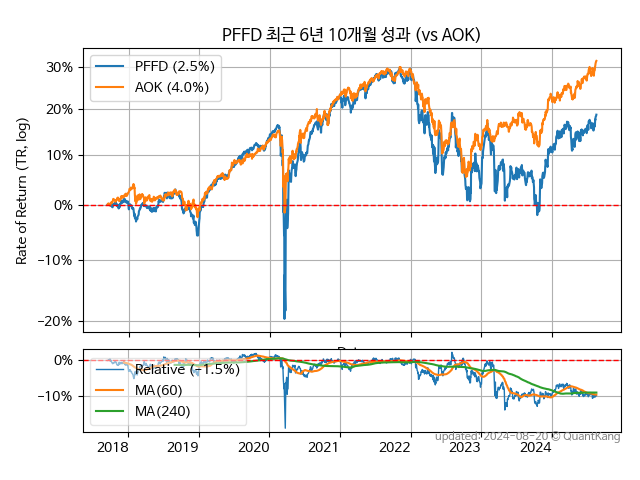 PFFD 최근 6년 10개월 성과 (vs AOK)
PFFD (2.5%)
AOK (4.0%)
Rate of Return (TR, log)
30%
20%
10%
0%
−10%
−20%
Relative (−1.5%)
MA(60)
MA(240)
0%
−10%
2018 2019 2020 2021 2022 2023 2024
updated: 2024-08-20 © QuantKang